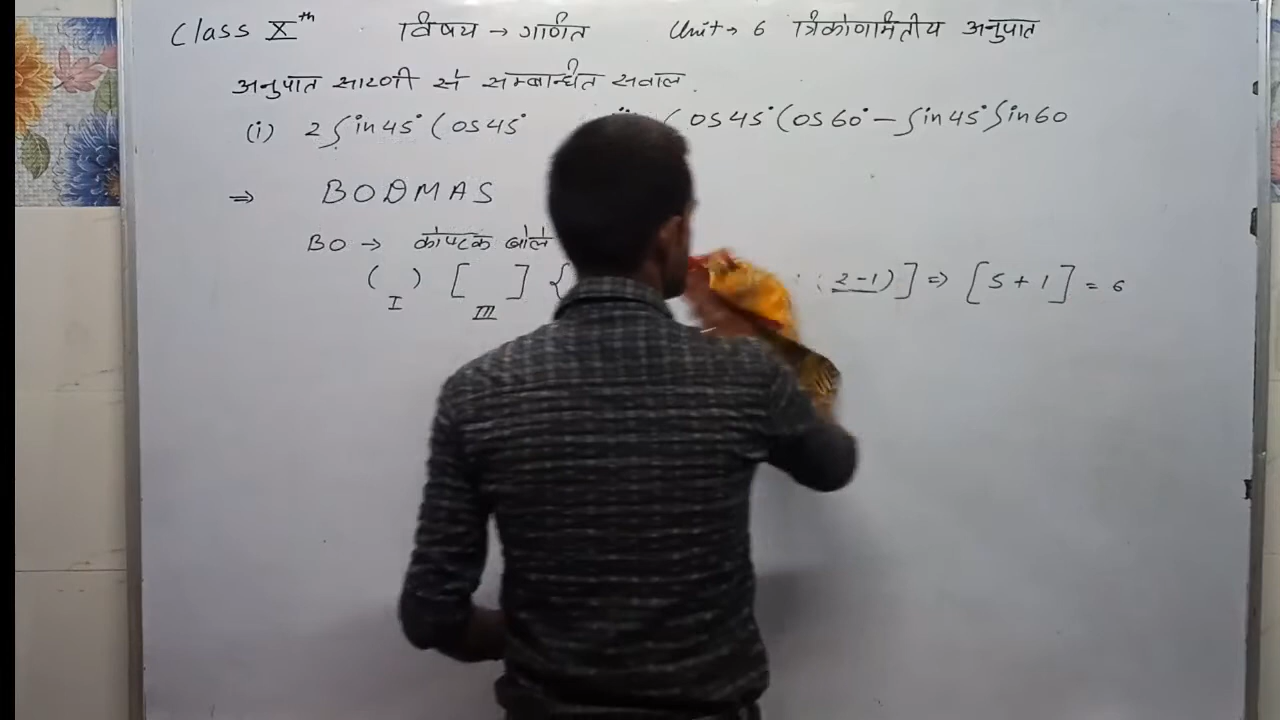 Class Xth विषय → गणित Unit → 6 त्रिकोणमितीय अनुपात
अनुपात सारणी से सम्बन्धित सवाल.
(i) 2 Sin45° Cos45° Cos45° Cos60° - Sin45° Sin60
⇒ BODMAS
BO → कोष्टक खोले
( ) [ ] { (2-1)] ⇒ [5+1] = 6
I III